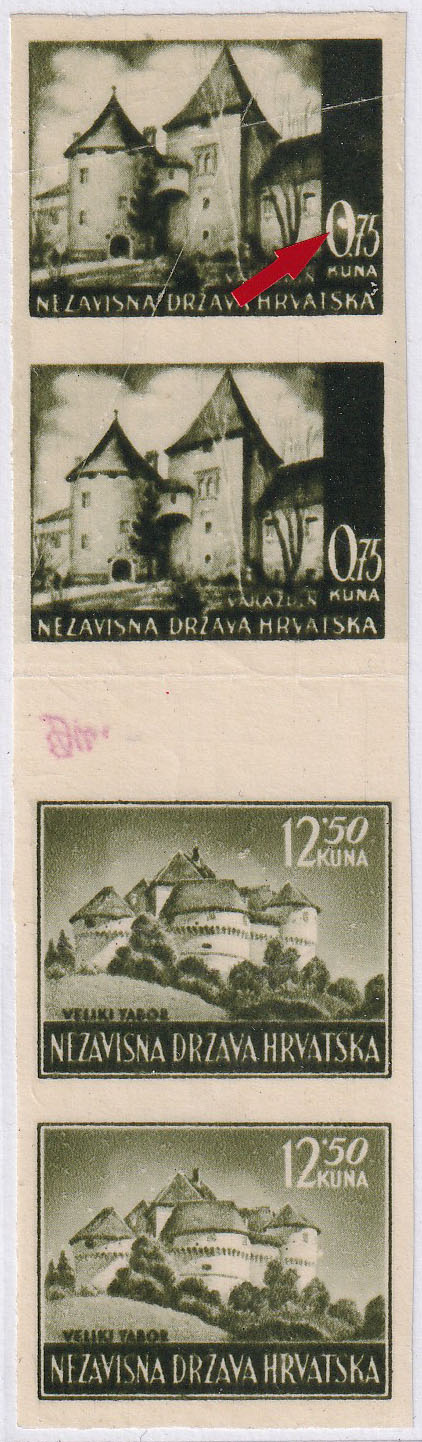 0.75
KUNA
NEZAVISNA DRŽAVA HRVATSKA
0.75
VARAŽDIN KUNA
NEZAVISNA DRŽAVA HRVATSKA
12.50
KUNA
VELIKI TABOR
NEZAVISNA DRŽAVA HRVATSKA
12.50
KUNA
VELIKI TABOR
NEZAVISNA DRŽAVA HRVATSKA